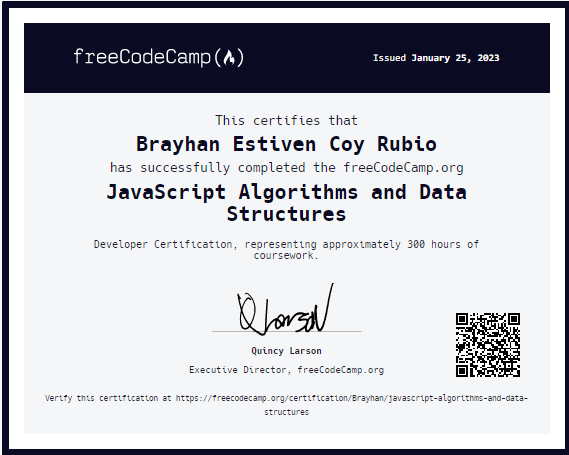 freeCodeCamp(🔥)
Issued January 25, 2023
This certifies that
Brayhan Estiven Coy Rubio
has successfully completed the freeCodeCamp.org
JavaScript Algorithms and Data
Structures
Developer Certification, representing approximately 300 hours of
coursework.
Q Larson
Quincy Larson
Executive Director, freeCodeCamp.org
Verify this certification at https://freecodecamp.org/certification/Brayhan/javascript-algorithms-and-data-
structures